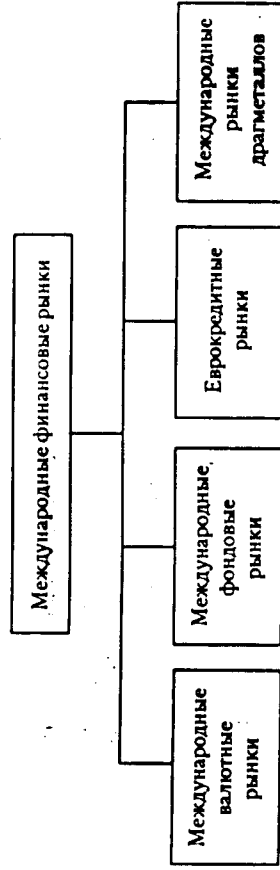 Международные финансовые рынки
Международные
валютные
рынки
Международные
фондовые
рынки
Еврокредитные
рынки
Международные
рынки
драгметаллов